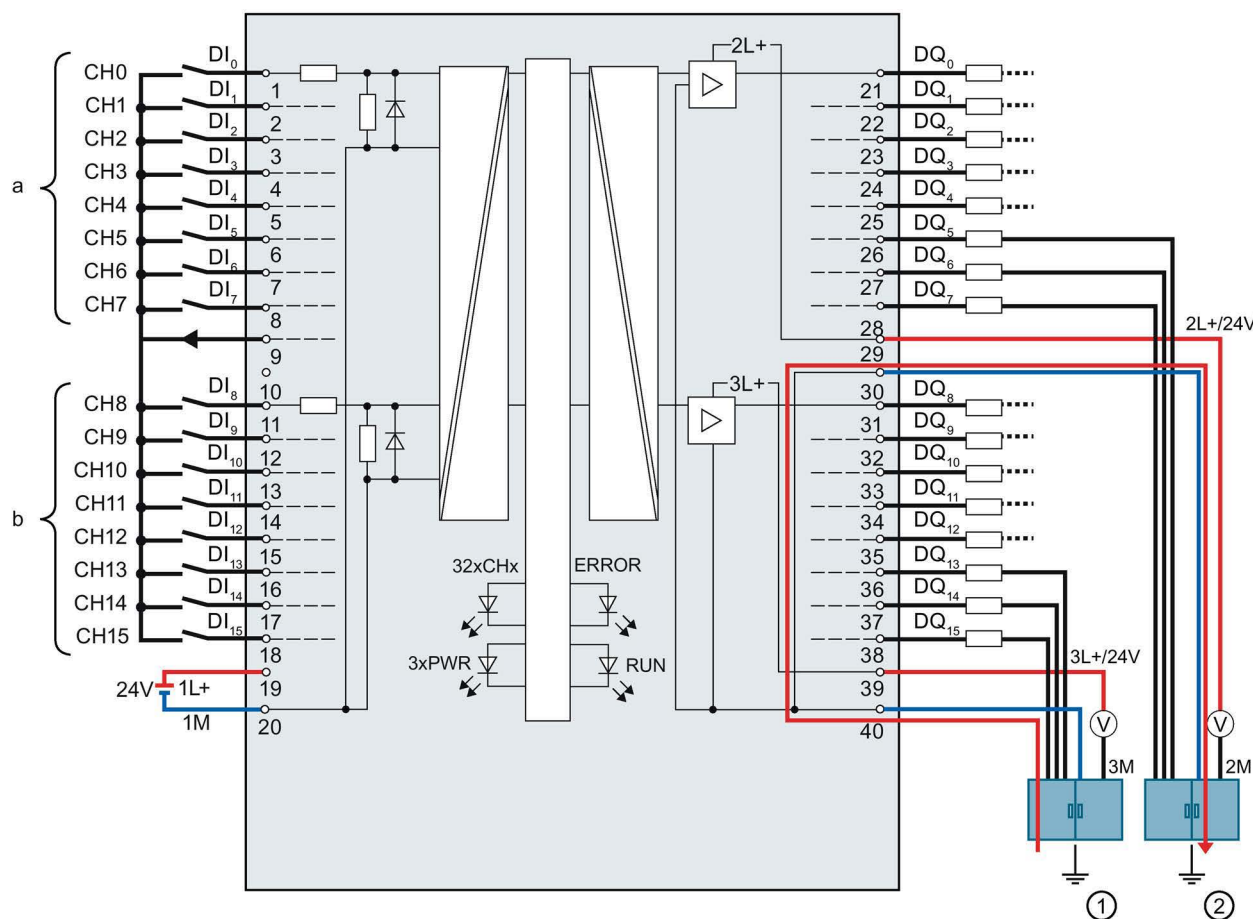 a
CH0
CH1
CH2
CH3
CH4
CH5
CH6
CH7
DI0
DI1
DI2
DI3
DI4
DI5
DI6
DI7
1
2
3
4
5
6
7
8
9
10
b
CH8
CH9
CH10
CH11
CH12
CH13
CH14
CH15
DI8
DI9
DI10
DI11
DI12
DI13
DI14
DI15
11
12
13
14
15
16
17
18
19
20
24V
1L+
1M
32xCHx
ERROR
3xPWR
RUN
2L+
3L+
DQ0
DQ1
DQ2
DQ3
DQ4
DQ5
DQ6
DQ7
21
22
23
24
25
26
27
28
29
30
2L+/24V
DQ8
DQ9
DQ10
DQ11
DQ12
DQ13
DQ14
DQ15
31
32
33
34
35
36
37
38
39
40
3L+/24V
V
V
3M
2M
1
2